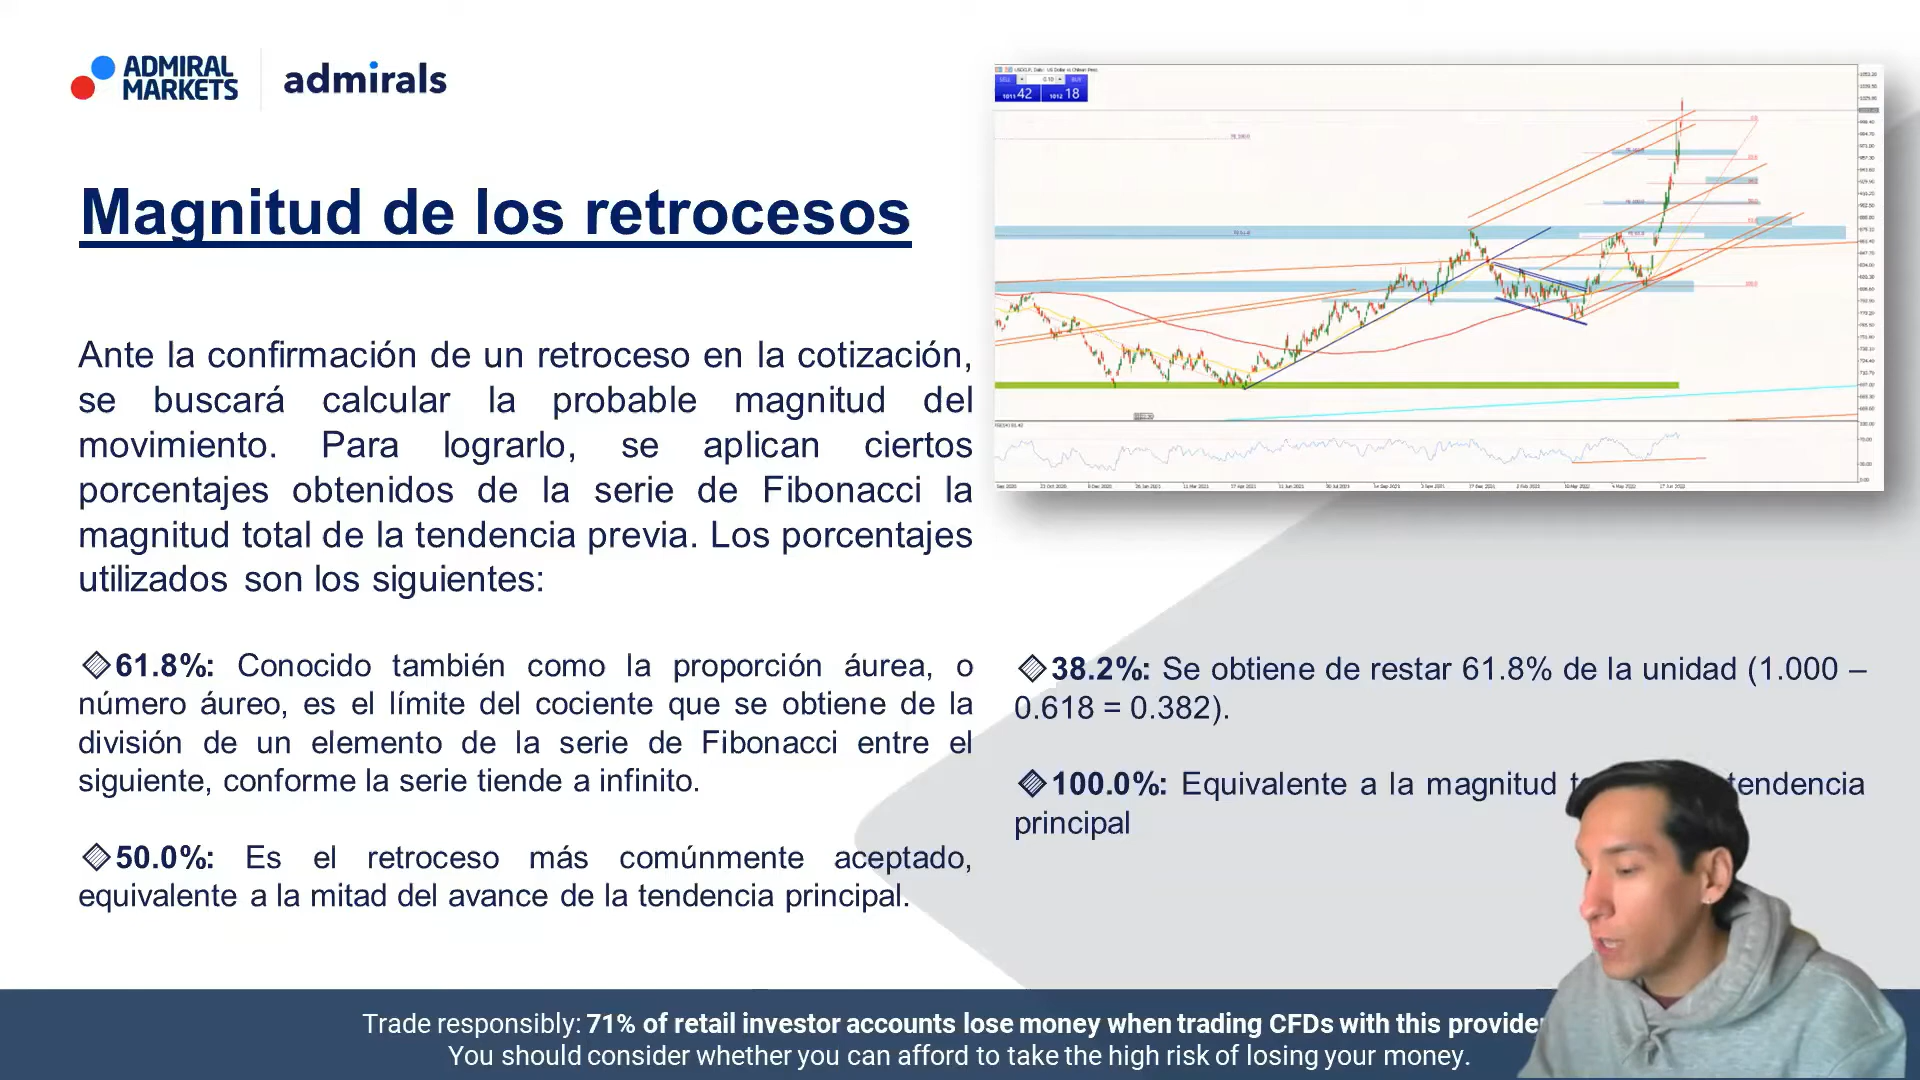 ADMIRAL
MARKETS
admirals
Magnitud de los retrocesos
Ante la confirmación de un retroceso en la cotización,
se buscará calcular la probable magnitud del
movimiento. Para lograrlo, se aplican ciertos
porcentajes obtenidos de la serie de Fibonacci la
magnitud total de la tendencia previa. Los porcentajes
utilizados son los siguientes:
61.8%: Conocido también como la proporción áurea, o
número áureo, es el límite del cociente que se obtiene de la
división de un elemento de la serie de Fibonacci entre el
siguiente, conforme la serie tiende a infinito.
50.0%: Es el retroceso más comúnmente aceptado,
equivalente a la mitad del avance de la tendencia principal.
38.2%: Se obtiene de restar 61.8% de la unidad (1.000 –
0.618 = 0.382).
100.0%: Equivalente a la magnitud tendencia
principal
Trade responsibly: 71% of retail investor accounts lose money when trading CFDs with this provider
You should consider whether you can afford to take the high risk of losing your money.